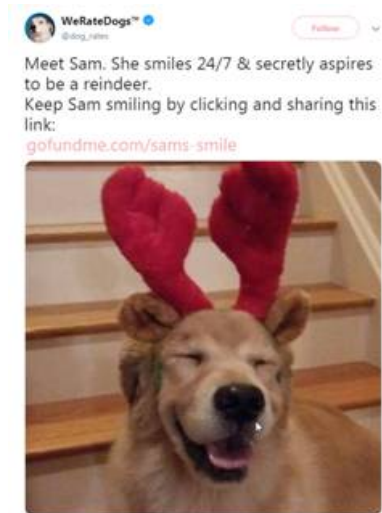 WeRateDogs™
@dog_rates
Follow
Meet Sam. She smiles 24/7 & secretly aspires
to be a reindeer.
Keep Sam smiling by clicking and sharing this
link:
gofundme.com/sams-smile